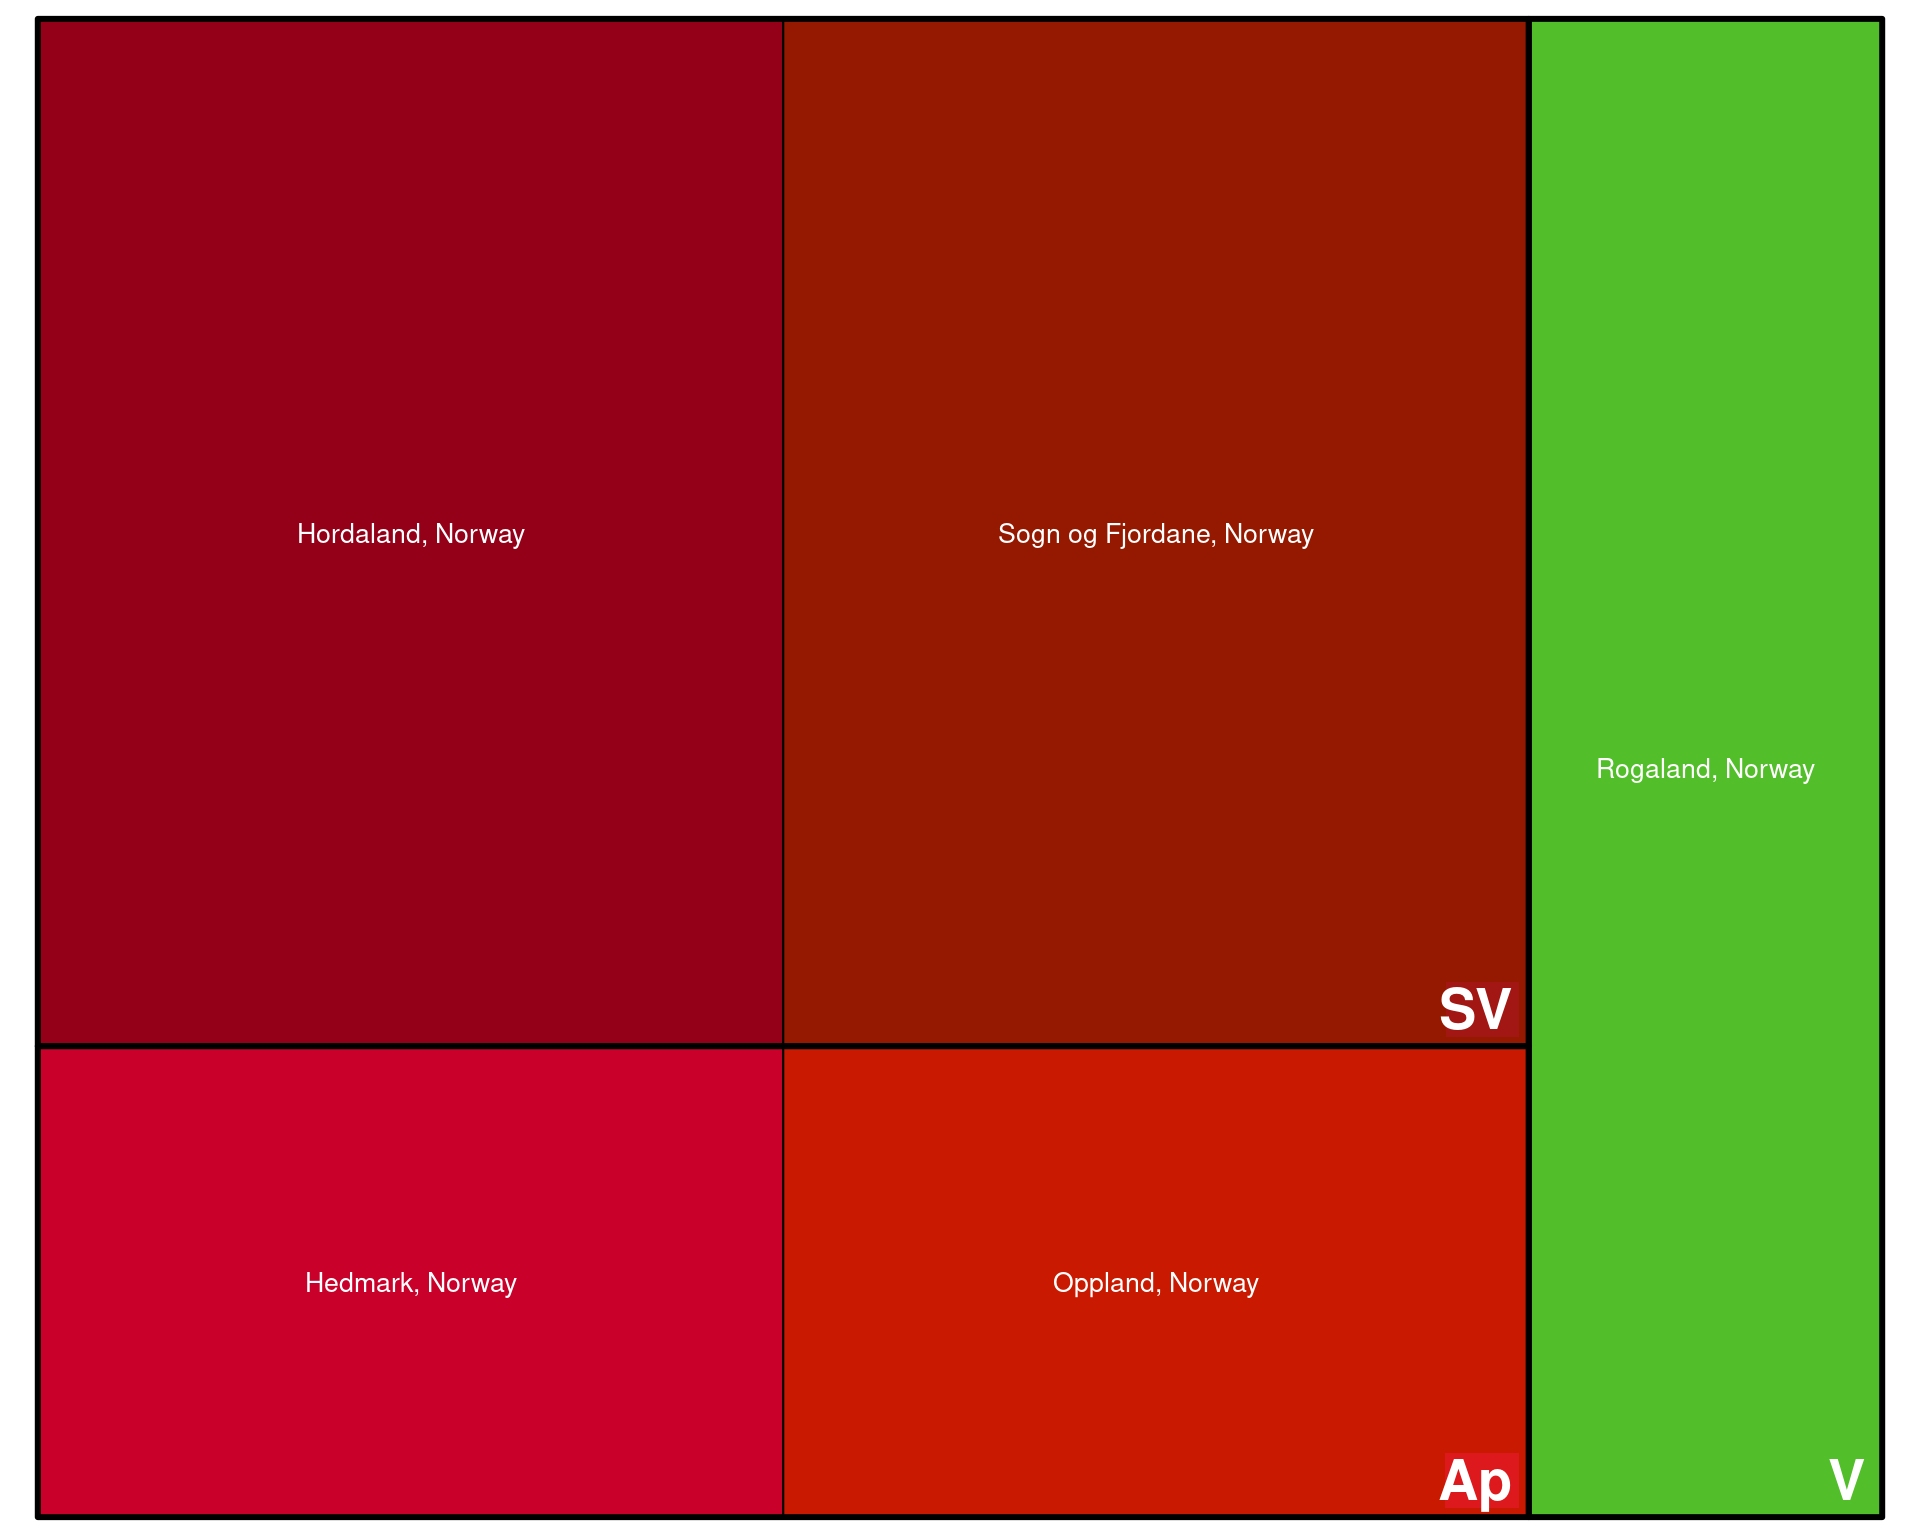 Hordaland, Norway
Sogn og Fjordane, Norway
SV
Rogaland, Norway
Hedmark, Norway
Oppland, Norway
Ap
V